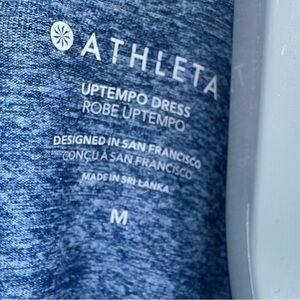 ATHLETA
UPTEMPO DRESS
ROBE UPTEMPO
DESIGNED IN SAN FRANCISCO
CONÇU À SAN FRANCISCO
MADE IN SRI LANKA
M